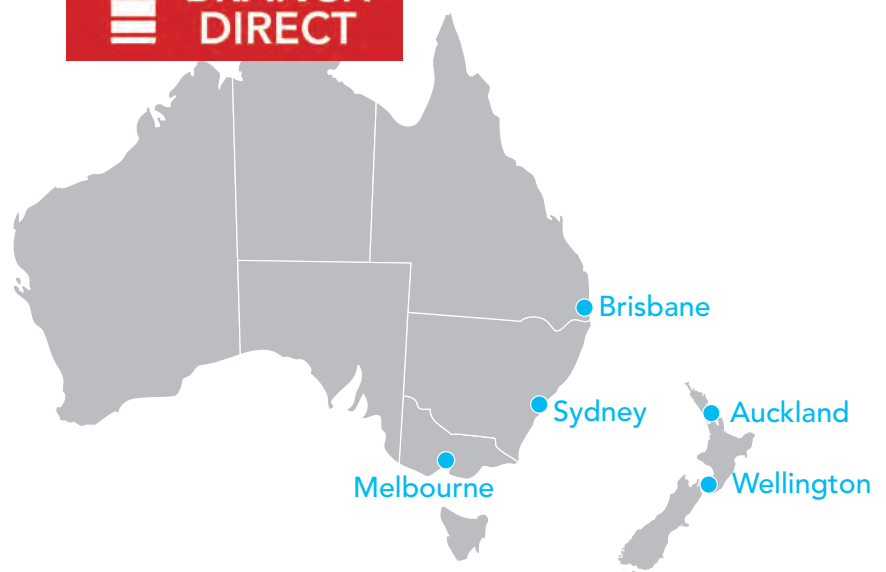 DIRECT
Brisbane
Sydney
Auckland
Melbourne
Wellington